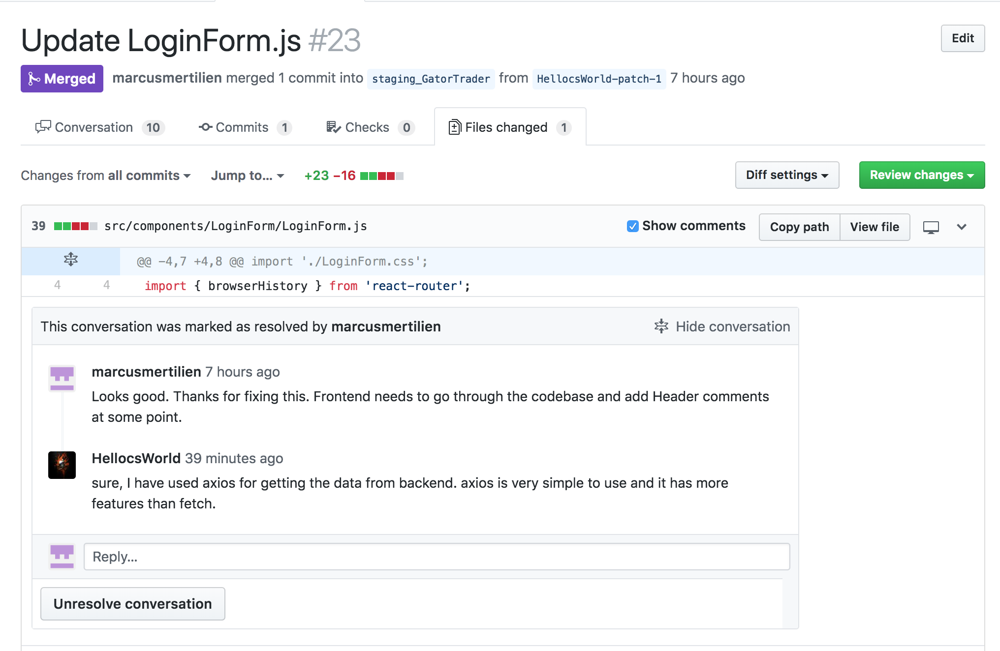 Update LoginForm.js #23
Edit
Merged marcusmertilien merged 1 commit into staging_GatorTrader from HellocsWorld-patch-1 7 hours ago
Conversation 10 Commits 1 Checks 0 Files changed 1
Changes from all commits Jump to... +23 −16 Diff settings Review changes
39 src/components/LoginForm/LoginForm.js Show comments Copy path View file
@@ -4,7 +4,8 @@ import './LoginForm.css';
4 4 import { browserHistory } from 'react-router';
This conversation was marked as resolved by marcusmertilien Hide conversation
marcusmertilien 7 hours ago
Looks good. Thanks for fixing this. Frontend needs to go through the codebase and add Header comments
at some point.
HellocsWorld 39 minutes ago
sure, I have used axios for getting the data from backend. axios is very simple to use and it has more
features than fetch.
Reply...
Unresolve conversation